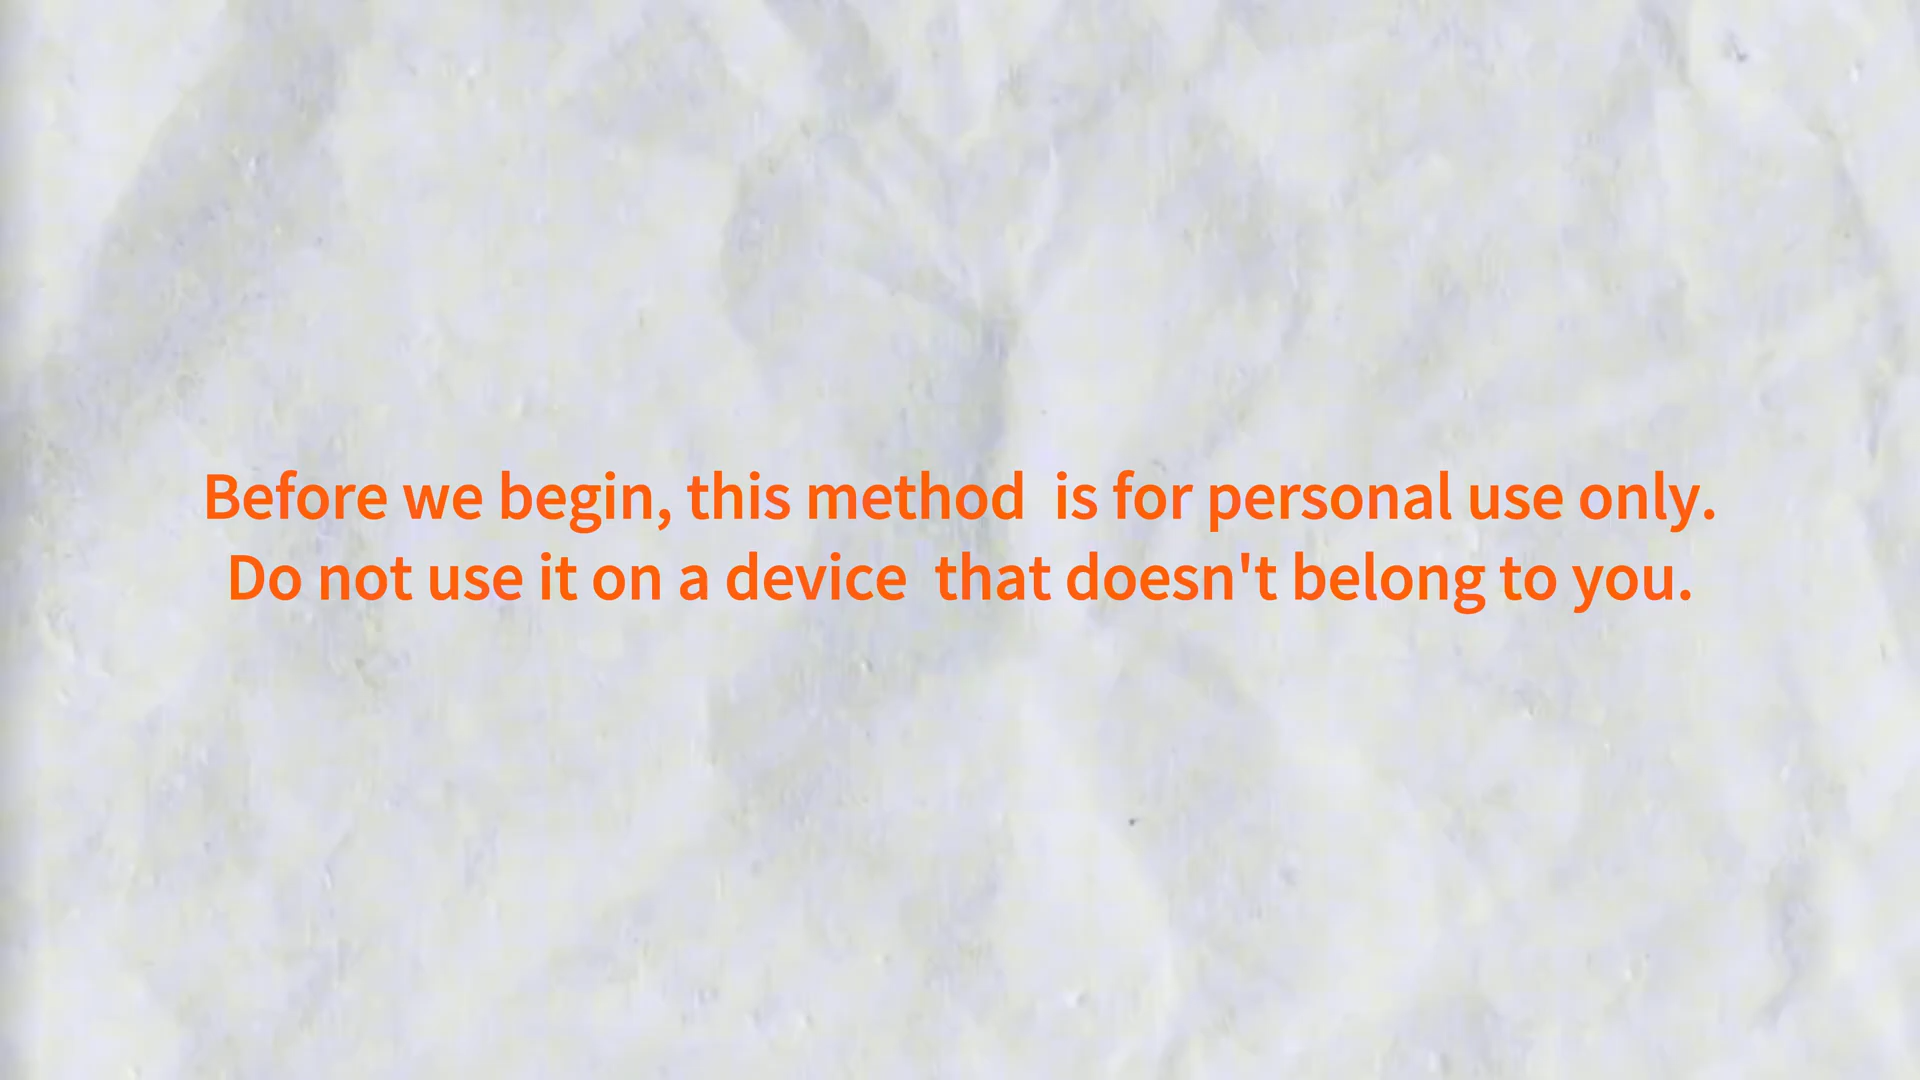 Before we begin, this method  is for personal use only.
Do not use it on a device  that doesn't belong to you.